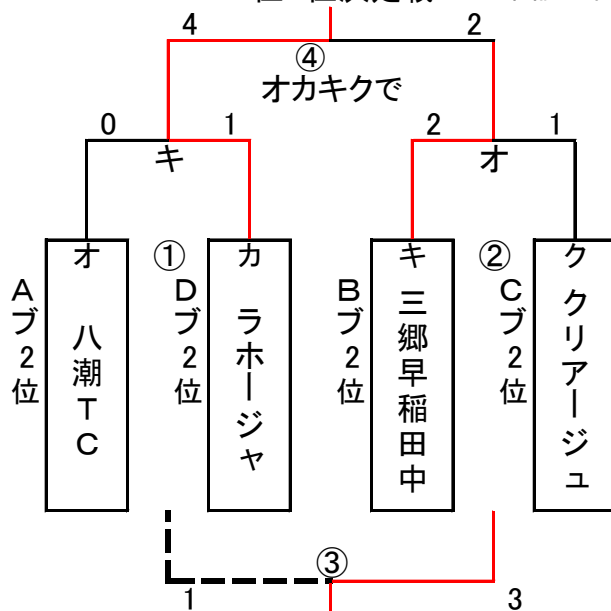 4 2
④
オカキクで
0 1 2 1
キ オ
① ②
オ 八潮TC
カ ラホージャ
キ 三郷早稲田中
ク クリアージュ
Aブ2位
Dブ2位
Bブ2位
Cブ2位
③
1 3